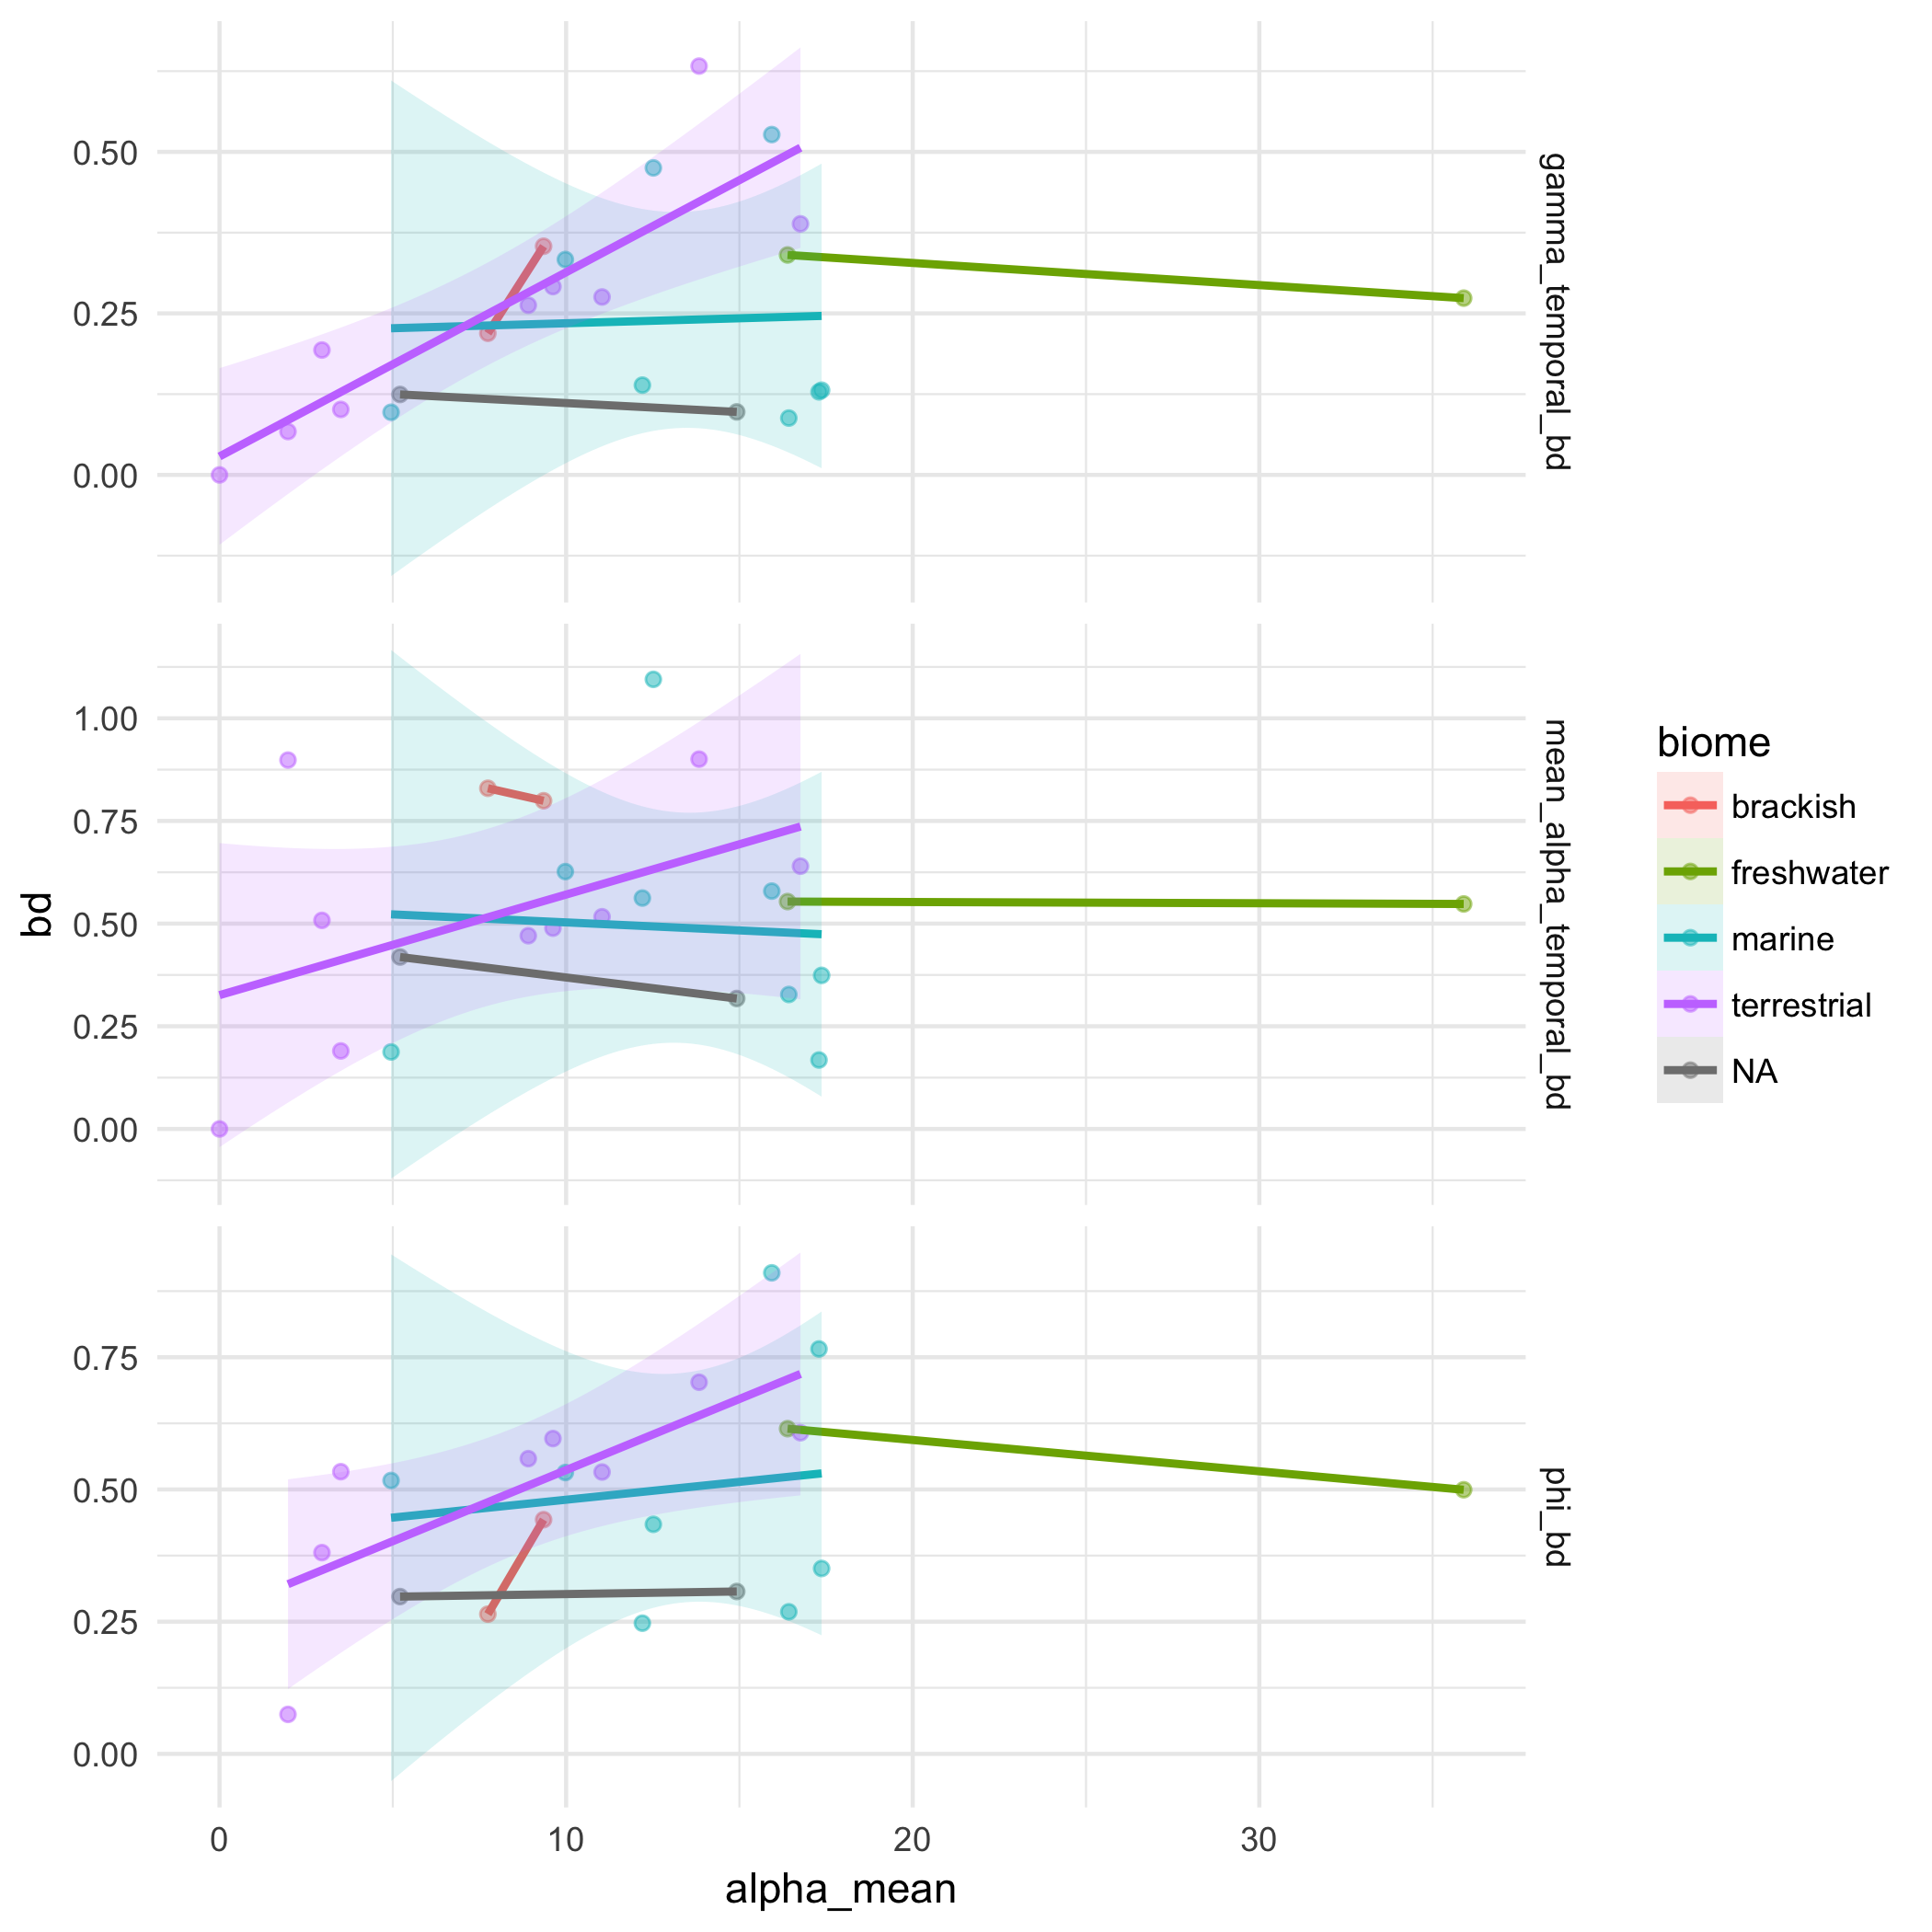 0.50
0.25
0.00
gamma_temporal_bd
1.00
0.75
0.50
0.25
0.00
mean_alpha_temporal_bd
0.75
0.50
0.25
0.00
phi_bd
bd
0 10 20 30
alpha_mean
biome
brackish
freshwater
marine
terrestrial
NA